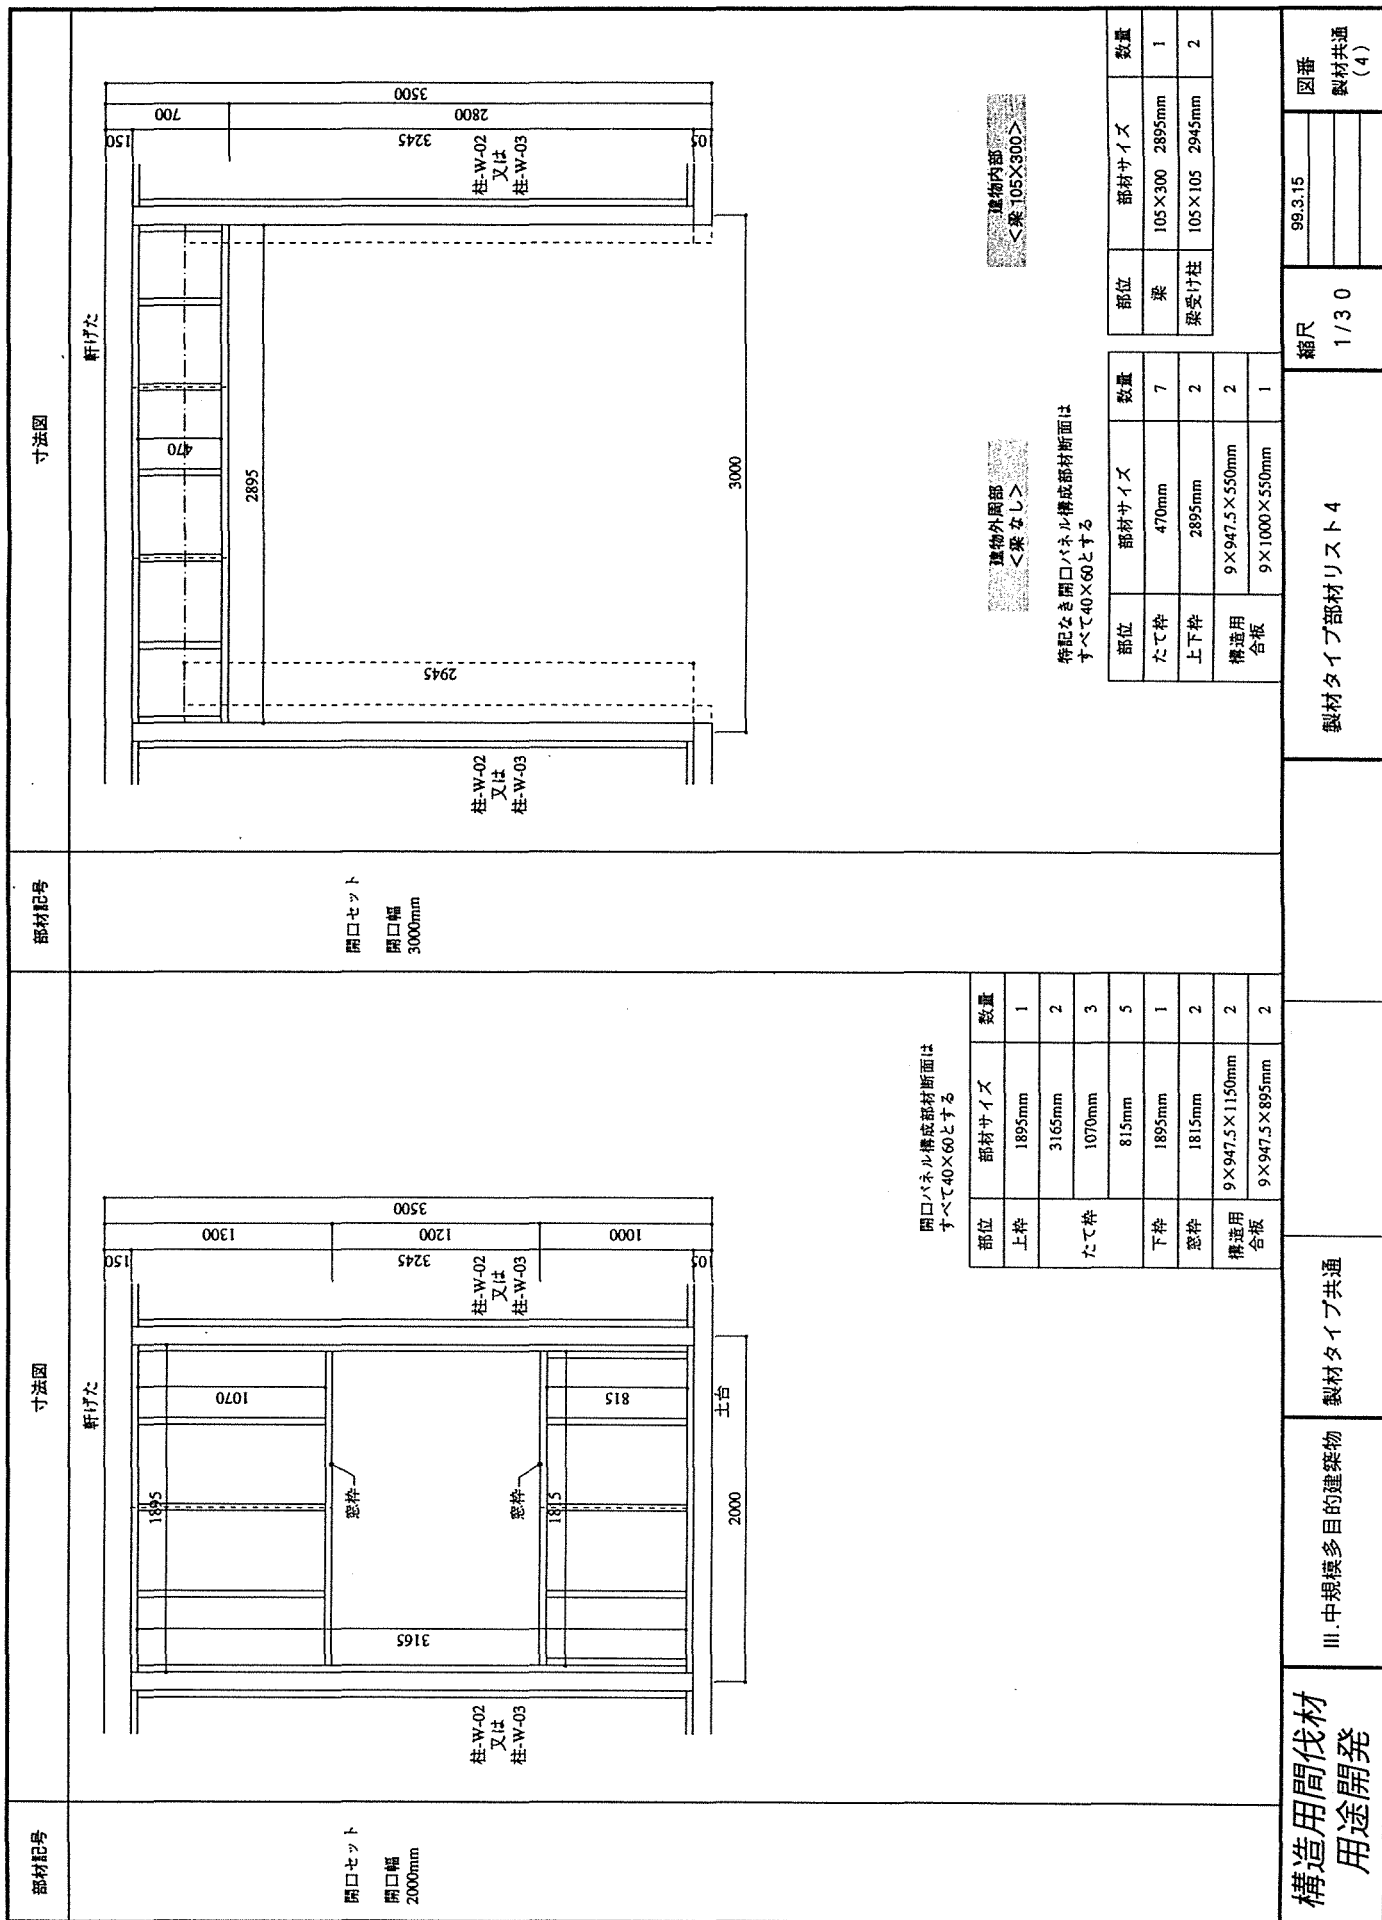 部材記号
寸法図
部材記号
寸法図
開口セット
開口幅
2000mm
軒げた
150
1300
1200
1000
3500
3245
105
1895
1070
窓枠
窓枠
1815
815
3165
土台
2000
柱-W-02
又は
柱-W-03
柱-W-02
又は
柱-W-03
開口パネル構成部材断面は
すべて40×60とする
部位 部材サイズ 数量
上枠 1895mm 1
たて枠 3165mm 2
1070mm 3
815mm 5
下枠 1895mm 1
窓枠 1815mm 2
構造用
合板
9×947.5×1150mm 2
9×947.5×895mm 2
開口セット
開口幅
3000mm
軒げた
150
700
2800
3500
3245
105
470
2895
2945
3000
柱-W-02
又は
柱-W-03
柱-W-02
又は
柱-W-03
建物外周部
<梁 なし>
建物内部
<梁 105×300>
特記なき開口パネル構成部材断面は
すべて40×60とする
部位 部材サイズ 数量
たて枠 470mm 7
上下枠 2895mm 2
構造用
合板
9×947.5×550mm 2
9×1000×550mm 1
部位 部材サイズ 数量
梁 105×300 2895mm 1
梁受け柱 105×105 2945mm 2
構造用間伐材
用途開発
III.中規模多目的建築物
製材タイプ共通
製材タイプ部材リスト4
縮尺
1/30
99.3.15
図番
製材共通
(4)